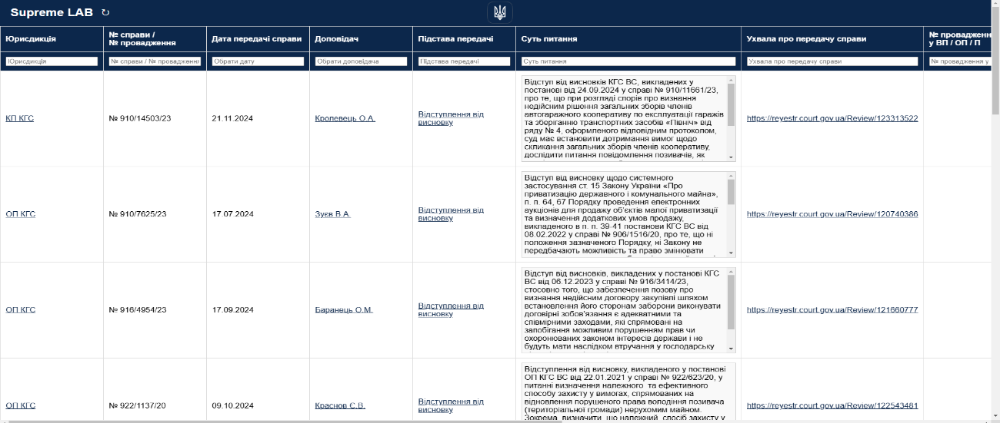 Supreme LAB
Юрисдикція
№ справи /
№ провадження
Дата передачі справи
Доповідач
Підстава передачі
Суть питання
Ухвала про передачу справи
№ провадженн
у ВП / ОП / П
Юрисдикція
№ справи / № провадження
Обрати дату
Обрати доповідача
Підстава передачі
Суть питання
Ухвала про передачу справи
№ провадження у
КП КГС
№ 910/14503/23
21.11.2024
Кролевець О.А.
Відступлення від
висновку
Відступ від висновків КГС ВС, викладених у
постанові від 24.09.2024 у справі № 910/11661/23,
про те, що при розгляді спорів про визнання
недійсним рішення загальних зборів членів
автогаражного кооперативу по експлуатації гаражів
та зберіганню транспортних засобів «Північ» від
ряду № 4, оформленого відповідним протоколом,
суд має встановити дотримання вимог щодо
скликання загальних зборів членів кооперативу,
дослідити питання повідомлення позивачів, як
https://reyestr.court.gov.ua/Review/123313522
ОП КГС
№ 910/7625/23
17.07.2024
Зуєв В.А.
Відступлення від
висновку
Відступ від висновку щодо системного
застосування ст. 15 Закону України «Про
приватизацію державного і комунального майна»,
п. п. 64, 67 Порядку проведення електронних
аукціонів для продажу об’єктів малої приватизації
та визначення додаткових умов продажу,
викладеного в п. п. 39-41 постанови КГС ВС від
08.02.2022 у справі № 906/1516/20, про те, що ні
положення зазначеного Порядку, ні Закону не
передбачають можливість та право змінювати
https://reyestr.court.gov.ua/Review/120740386
ОП КГС
№ 916/4954/23
17.09.2024
Баранець О.М.
Відступлення від
висновку
Відступ від висновків, викладених у постанові КГС
ВС від 06.12.2023 у справі № 916/3414/23,
стосовно того, що забезпечення позову про
визнання недійсним договору закупівлі шляхом
встановлення його сторонам заборони виконувати
договірні зобов’язання є адекватними та
співмірними заходами, які спрямовані на
запобігання можливим порушенням прав чи
охоронюваних законом інтересів держави і не
будуть мати наслідком втручання у господарську
https://reyestr.court.gov.ua/Review/121660777
ОП КГС
№ 922/1137/20
09.10.2024
Краснов Є.В.
Відступлення від
висновку
Відступлення від висновку, викладеного у постанові
ОП КГС ВС від 22.01.2021 у справі № 922/623/20, у
питанні визначення належного та ефективного
способу захисту у вимогах, спрямованих на
відновлення порушеного права володіння позивача
(територіальної громади) нерухомим майном.
Зокрема, визначити, що належний спосіб захисту у
https://reyestr.court.gov.ua/Review/122543481